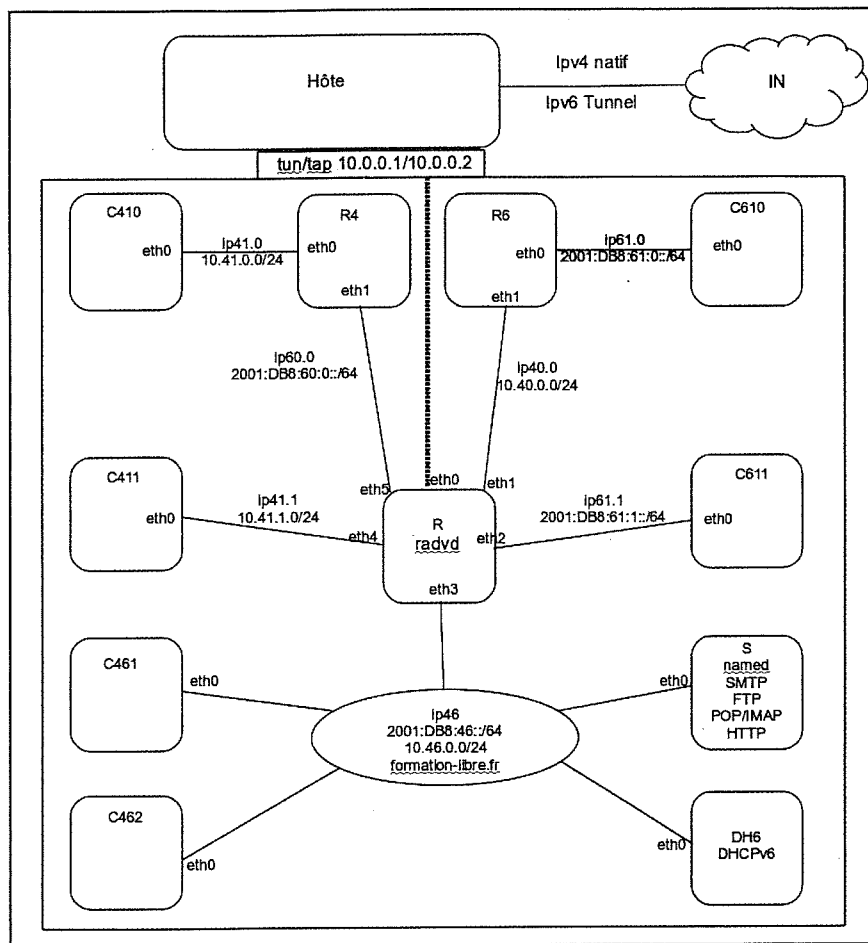 Hôte
Ipv4 natif
Ipv6 Tunnel
IN
tun/tap 10.0.0.1/10.0.0.2
C410
eth0
ip41.0
10.41.0.0/24
R4
eth0
eth1
R6
eth0
eth1
ip61.0
2001:DB8:61:0::/64
C610
eth0
ip60.0
2001:DB8:60:0::/64
ip40.0
10.40.0.0/24
C411
eth0
ip41.1
10.41.1.0/24
eth5
eth0
eth1
eth4
R
radvd
eth2
eth3
ip61.1
2001:DB8:61:1::/64
C611
eth0
C461
eth0
S
named
SMTP
FTP
POP/IMAP
HTTP
eth0
ip46
2001:DB8:46::/64
10.46.0.0/24
formation-libre.fr
C462
eth0
DH6
DHCPv6
eth0